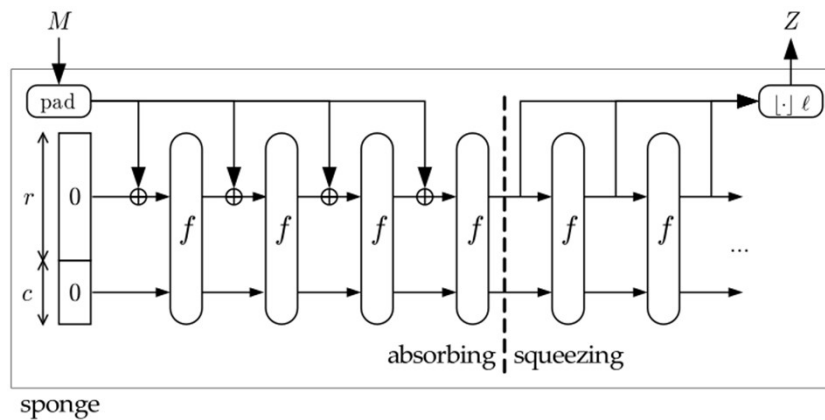 M Z
pad ⌊·⌋ ℓ
r 0 f f f f f f
c 0 ...
absorbing squeezing
sponge